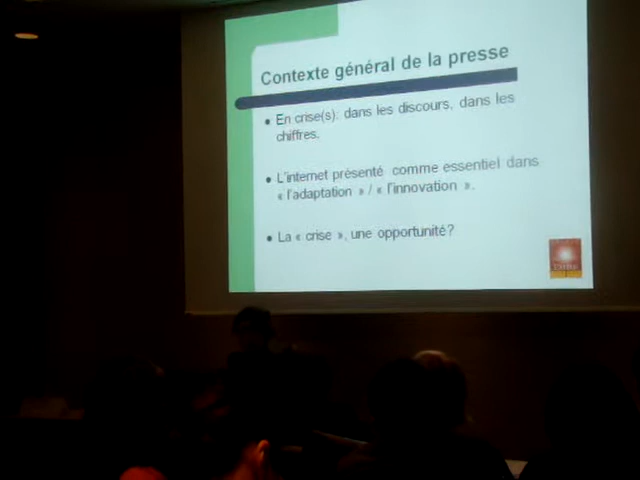 Contexte général de la presse
• En crise(s): dans les discours, dans les
chiffres.
• L'internet présenté comme essentiel dans
« l'adaptation » / « l'innovation ».
• La « crise », une opportunité?